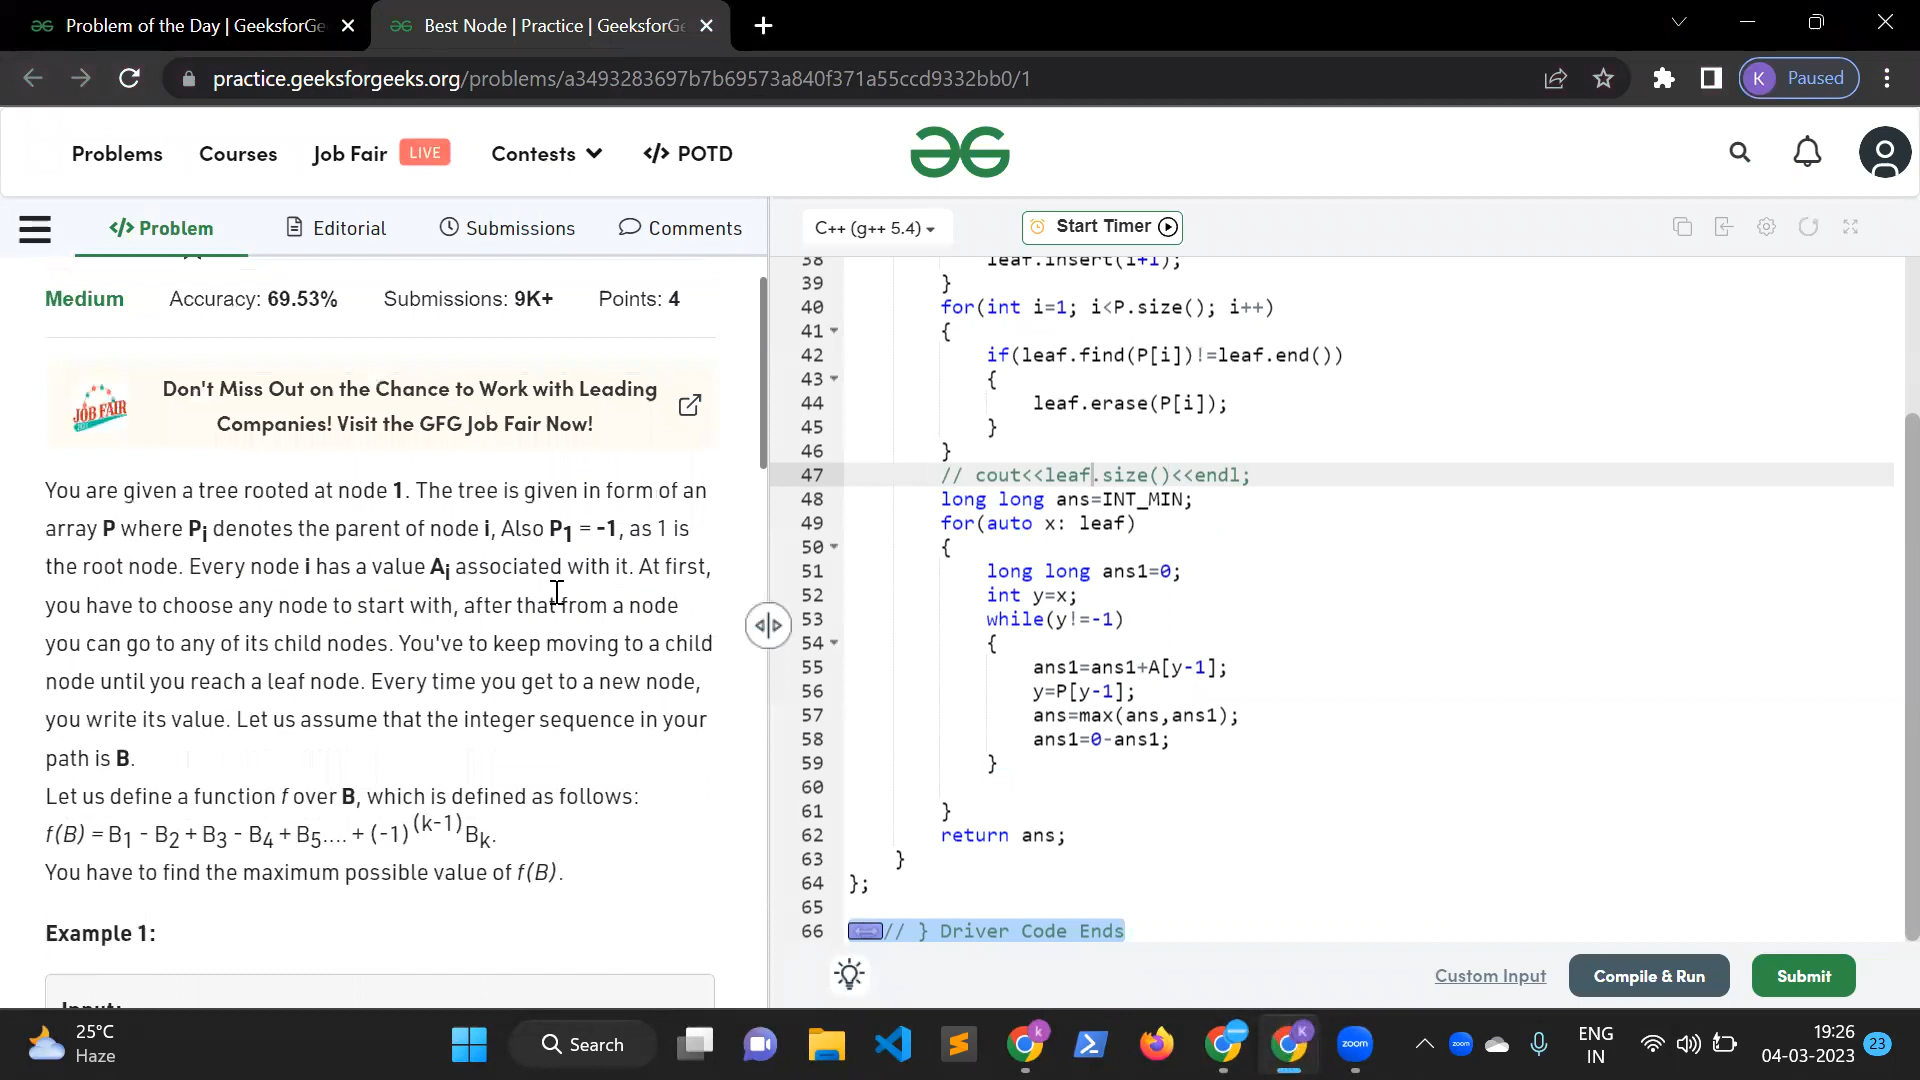 Problem of the Day | GeeksforGe
Best Node | Practice | GeeksforGe
practice.geeksforgeeks.org/problems/a3493283697b7b69573a840f371a55ccd9332bb0/1
K Paused
Problems Courses Job Fair LIVE Contests </> POTD
</> Problem Editorial Submissions Comments
Medium Accuracy: 69.53% Submissions: 9K+ Points: 4
JOB FAIR
Don't Miss Out on the Chance to Work with Leading
Companies! Visit the GFG Job Fair Now!
You are given a tree rooted at node 1. The tree is given in form of an
array P where Pi denotes the parent of node i, Also P1 = -1, as 1 is
the root node. Every node i has a value Ai associated with it. At first,
you have to choose any node to start with, after that from a node
you can go to any of its child nodes. You've to keep moving to a child
node until you reach a leaf node. Every time you get to a new node,
you write its value. Let us assume that the integer sequence in your
path is B.
Let us define a function f over B, which is defined as follows:
f(B) = B1 - B2 + B3 - B4 + B5.... + (-1)(k-1)Bk.
You have to find the maximum possible value of f(B).
Example 1:
Input:
C++ (g++ 5.4)
Start Timer
38 leaf.insert(i+1);
39 }
40 for(int i=1; i<P.size(); i++)
41 {
42 if(leaf.find(P[i])!=leaf.end())
43 {
44 leaf.erase(P[i]);
45 }
46 }
47 // cout<<leaf.size()<<endl;
48 long long ans=INT_MIN;
49 for(auto x: leaf)
50 {
51 long long ans1=0;
52 int y=x;
53 while(y!=-1)
54 {
55 ans1=ans1+A[y-1];
56 y=P[y-1];
57 ans=max(ans,ans1);
58 ans1=0-ans1;
59 }
60
61 }
62 return ans;
63 }
64 };
65
66 // } Driver Code Ends
Custom Input Compile & Run Submit
25°C
Haze
Search
zoom
zoom
ENG
IN
19:26
04-03-2023
23